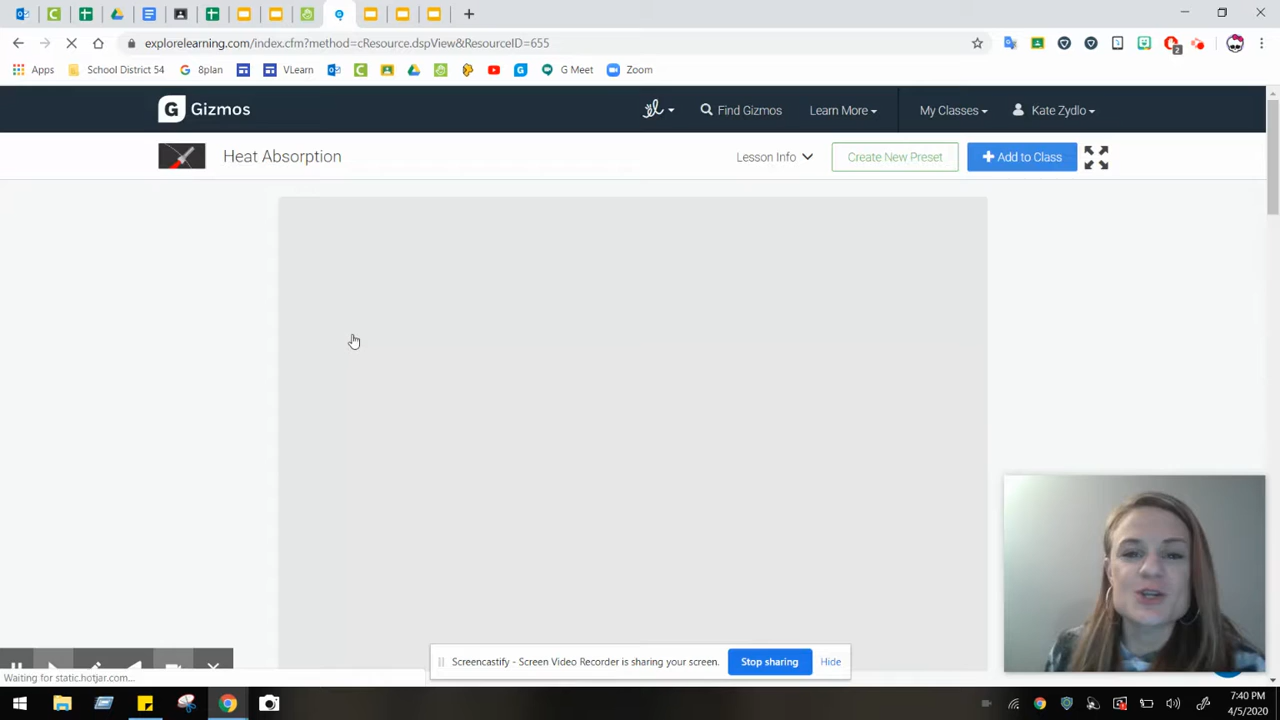 explorelearning.com/index.cfm?method=cResource.dspView&ResourceID=655
2
Apps School District 54 8plan VLearn G Meet Zoom
G Gizmos Find Gizmos Learn More My Classes Kate Zydlo
Heat Absorption Lesson Info Create New Preset Add to Class
Screencastify - Screen Video Recorder is sharing your screen. Stop sharing Hide
Waiting for static.hotjar.com...
7:40 PM
4/5/2020